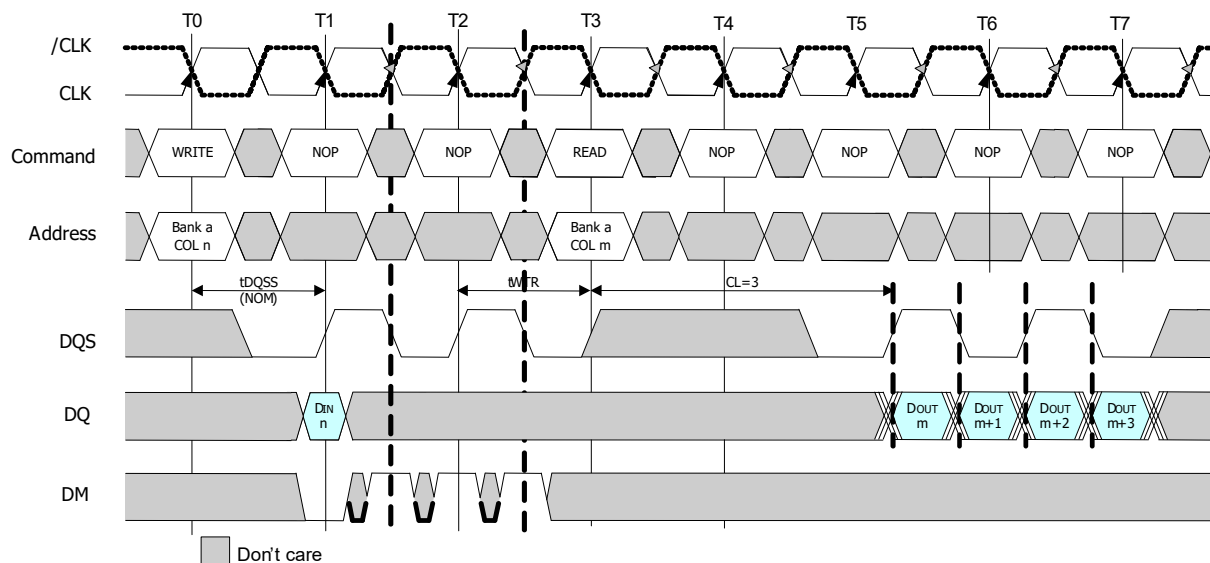 T0 T1 T2 T3 T4 T5 T6 T7
/CLK
CLK
Command WRITE NOP NOP READ NOP NOP NOP NOP
Address Bank a COL n Bank a COL m
tDQSS (NOM) tWTR CL=3
DQS
DQ DIN n DOUT m DOUT m+1 DOUT m+2 DOUT m+3
DM
Don't care